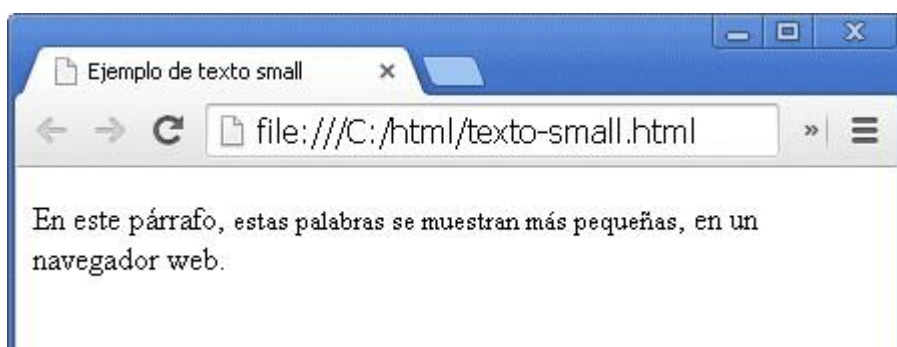 Ejemplo de texto small
file:///C:/html/texto-small.html
En este párrafo, estas palabras se muestran más pequeñas, en un
navegador web.